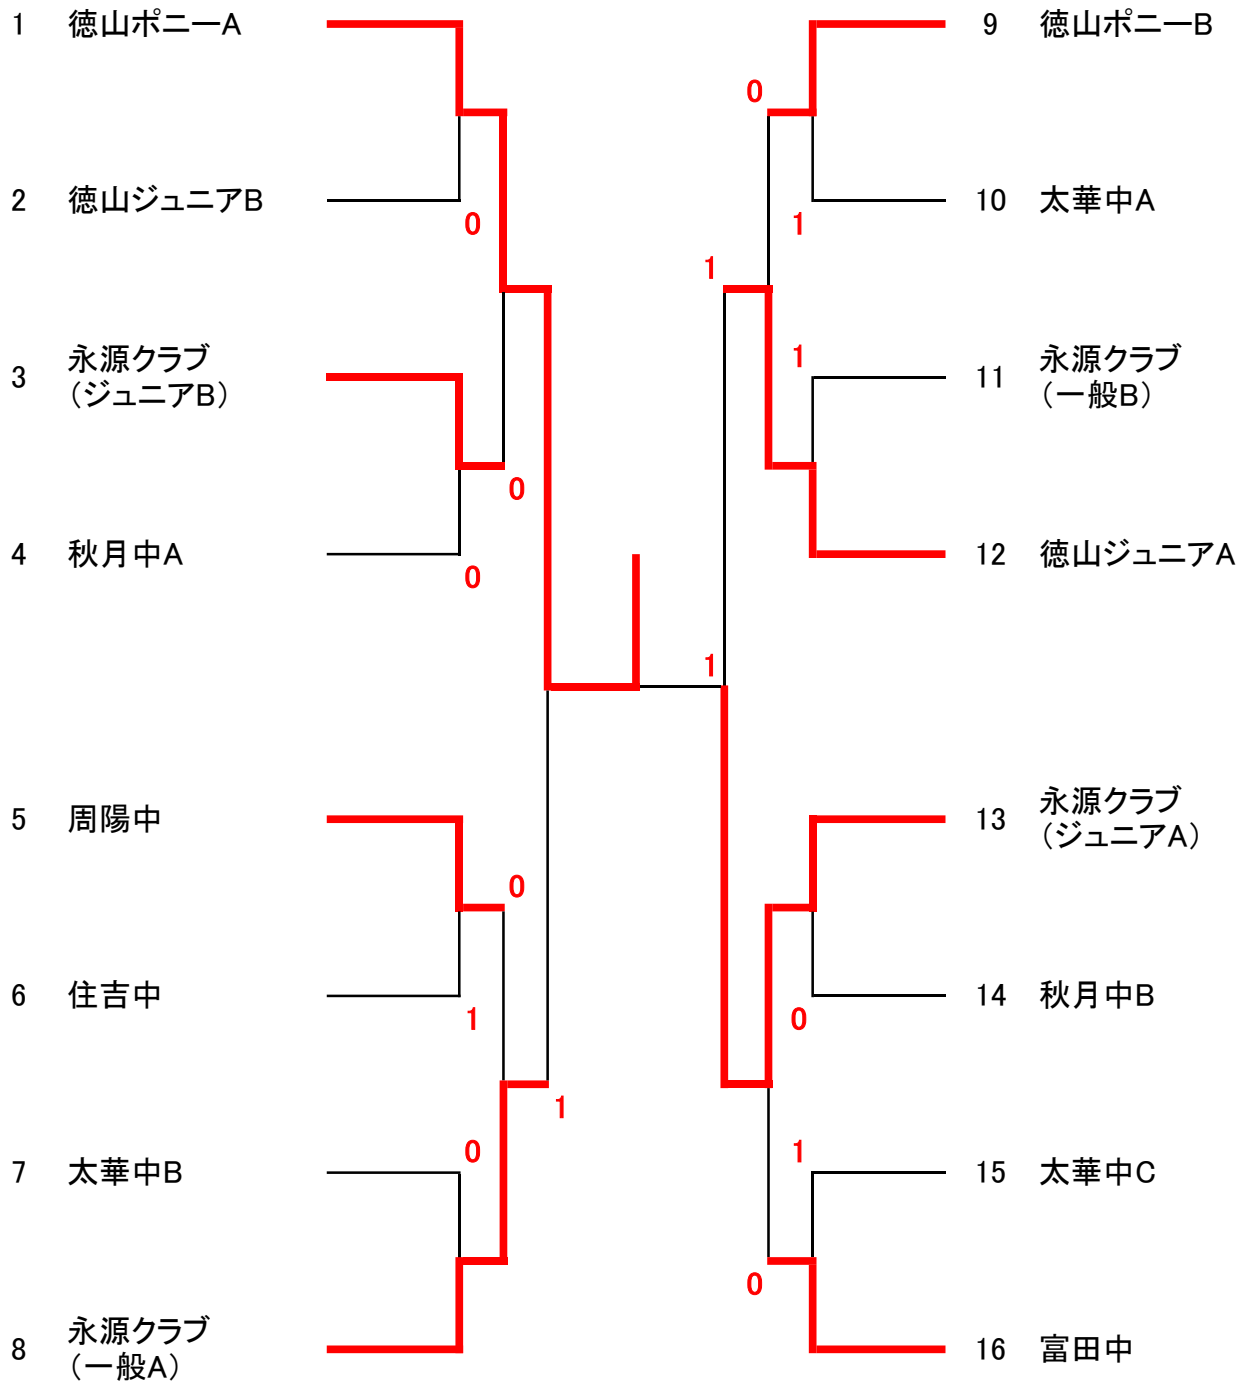 1 徳山ポニーA
2 徳山ジュニアB
0
3 永源クラブ
（ジュニアB）
0
4 秋月中A
0
5 周陽中
0
6 住吉中
1
1
7 太華中B
0
8 永源クラブ
（一般A）
9 徳山ポニーB
0
10 太華中A
1
1
11 永源クラブ
（一般B）
1
12 徳山ジュニアA
1
13 永源クラブ
（ジュニアA）
14 秋月中B
0
15 太華中C
1
0
16 富田中